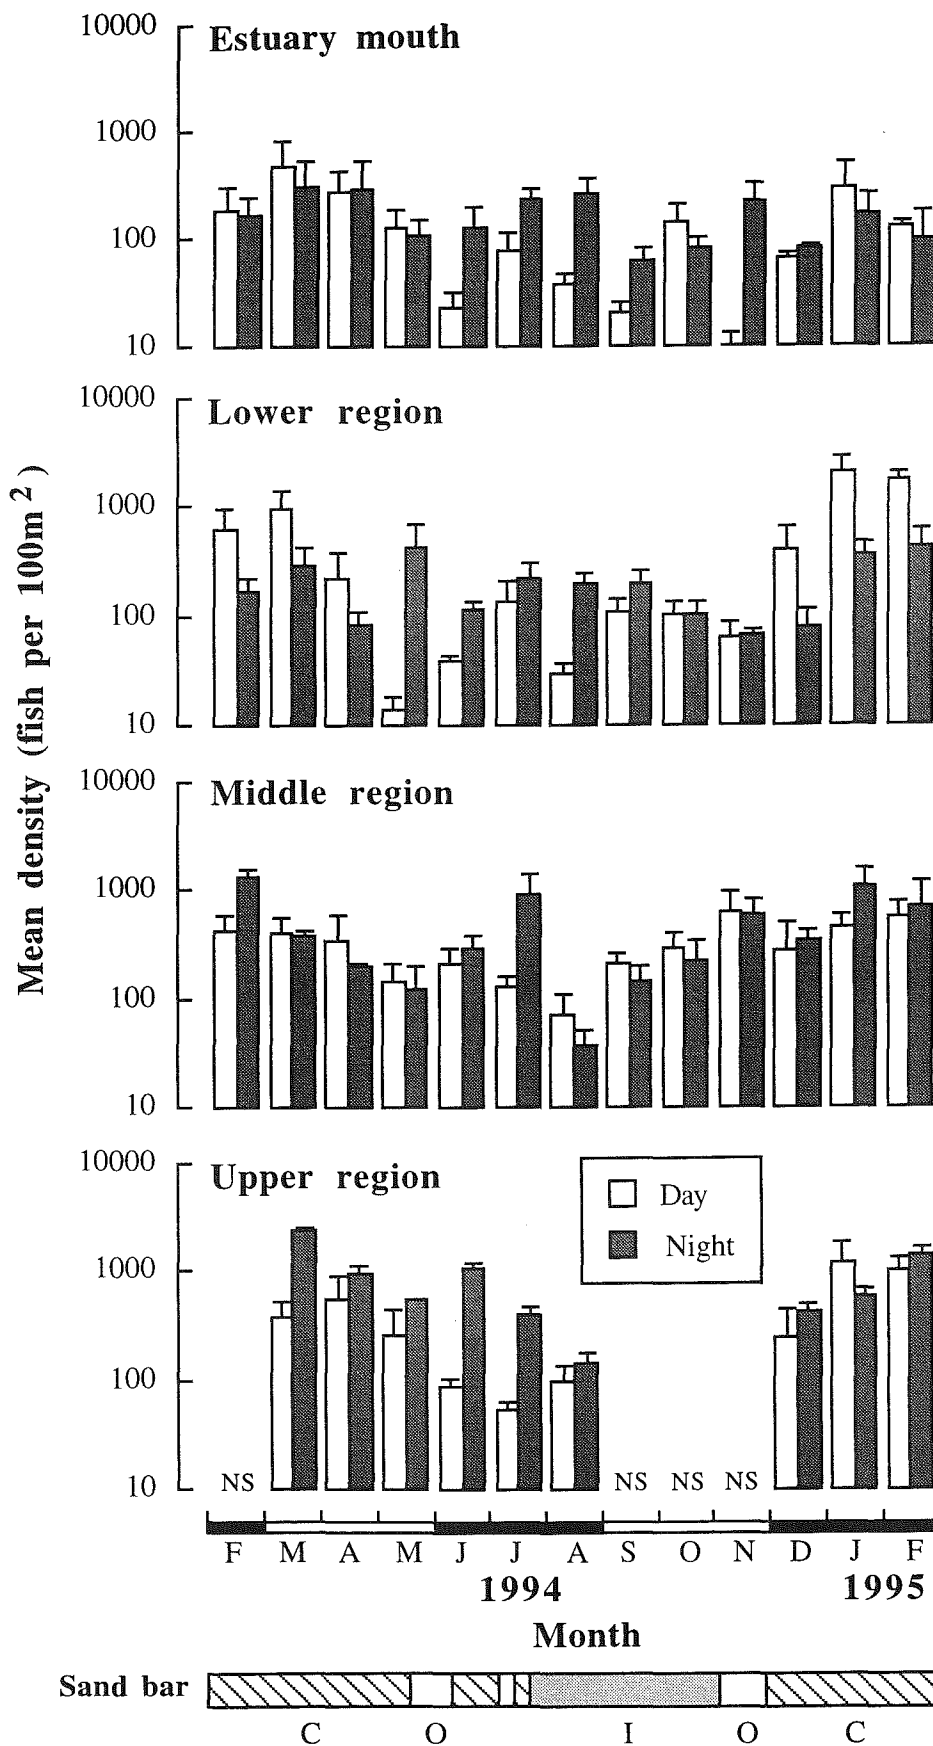 Estuary mouth
10000
1000
100
10
Lower region
10000
1000
100
10
Middle region
10000
1000
100
10
Upper region
10000
1000
100
10
Mean density (fish per 100m²)
Day
Night
NS NS NS NS
F M A M J J A S O N D J F
1994 1995
Month
Sand bar
C O I O C